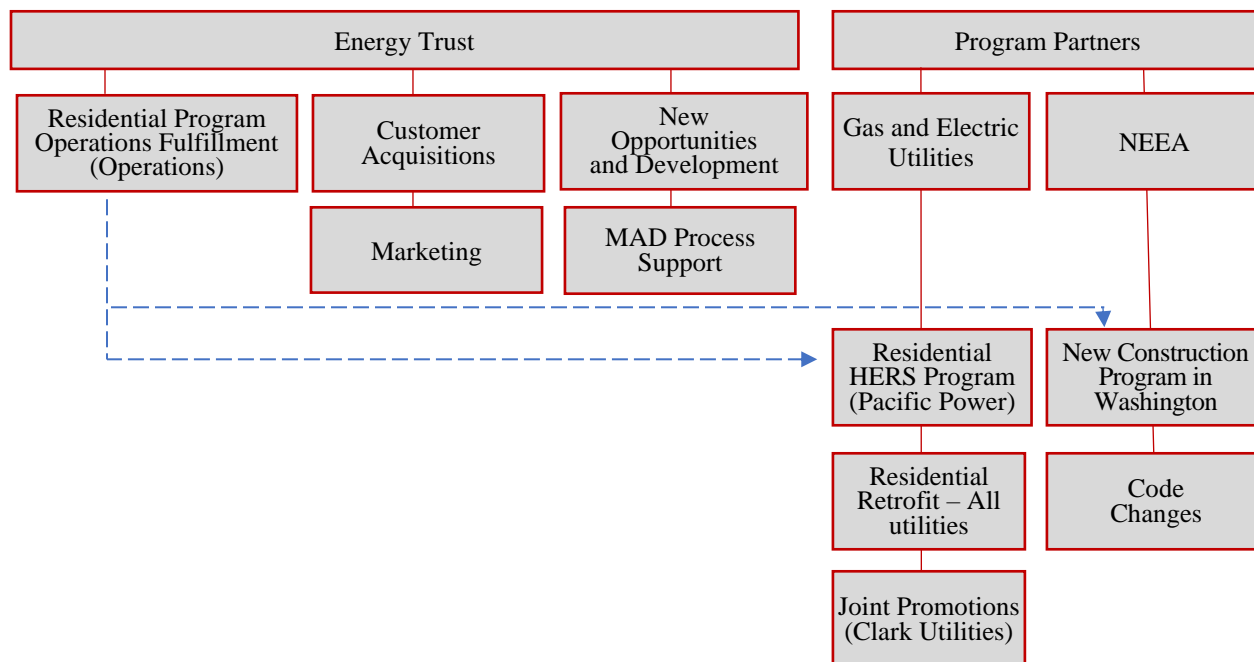 Energy Trust
Program Partners
Residential Program
Operations Fulfillment
(Operations)
Customer
Acquisitions
New
Opportunities
and Development
Gas and Electric
Utilities
NEEA
Marketing
MAD Process
Support
Residential
HERS Program
(Pacific Power)
New Construction
Program in
Washington
Residential
Retrofit – All
utilities
Code
Changes
Joint Promotions
(Clark Utilities)